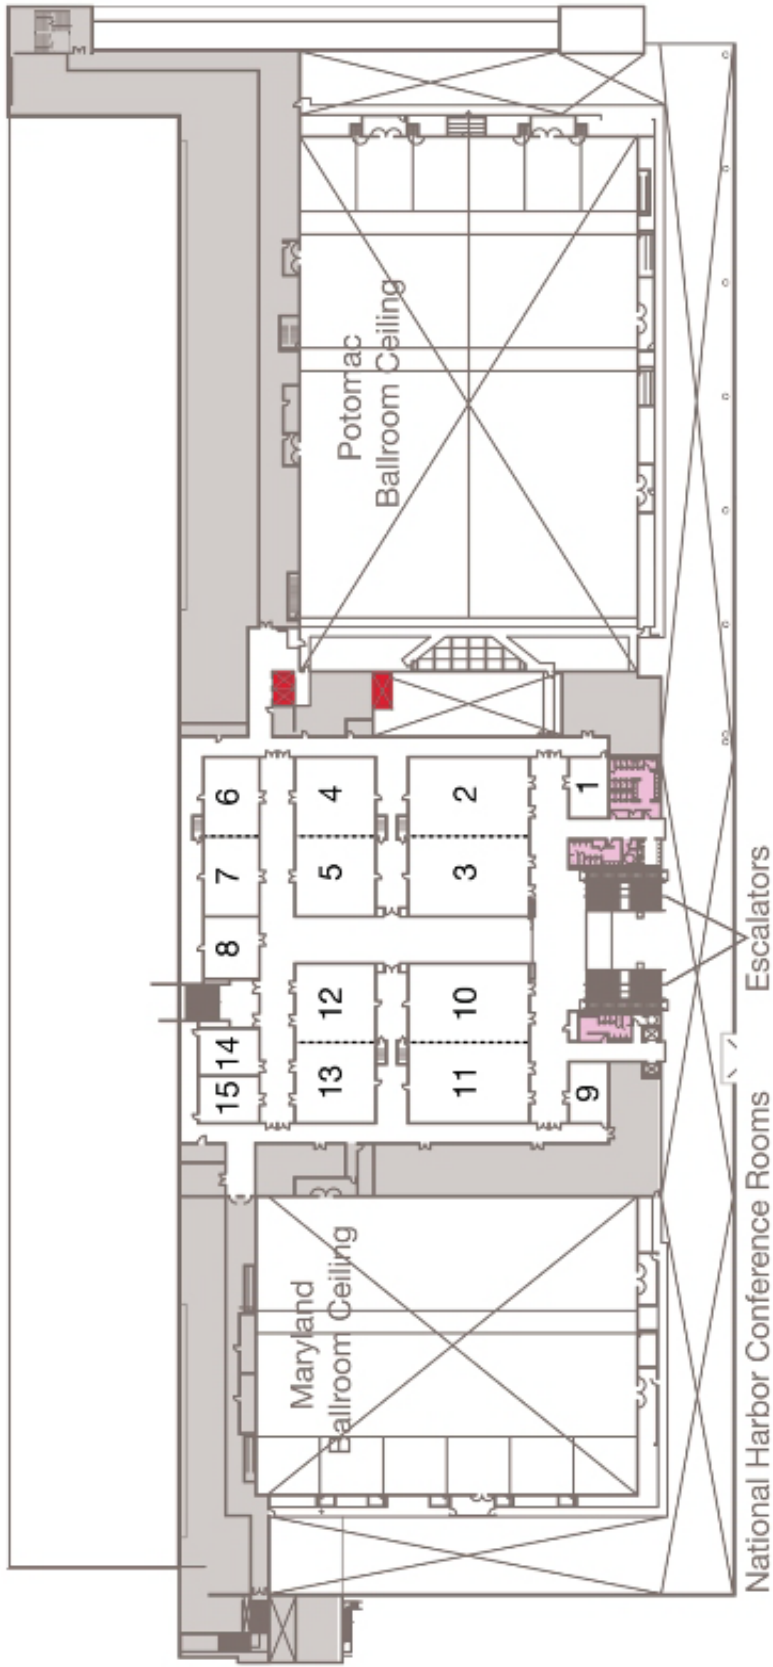 Potomac
Ballroom Ceiling
6
4
2
1
7
5
3
8
12
10
14
13
11
15
9
Escalators
Maryland
Ballroom Ceiling
National Harbor Conference Rooms